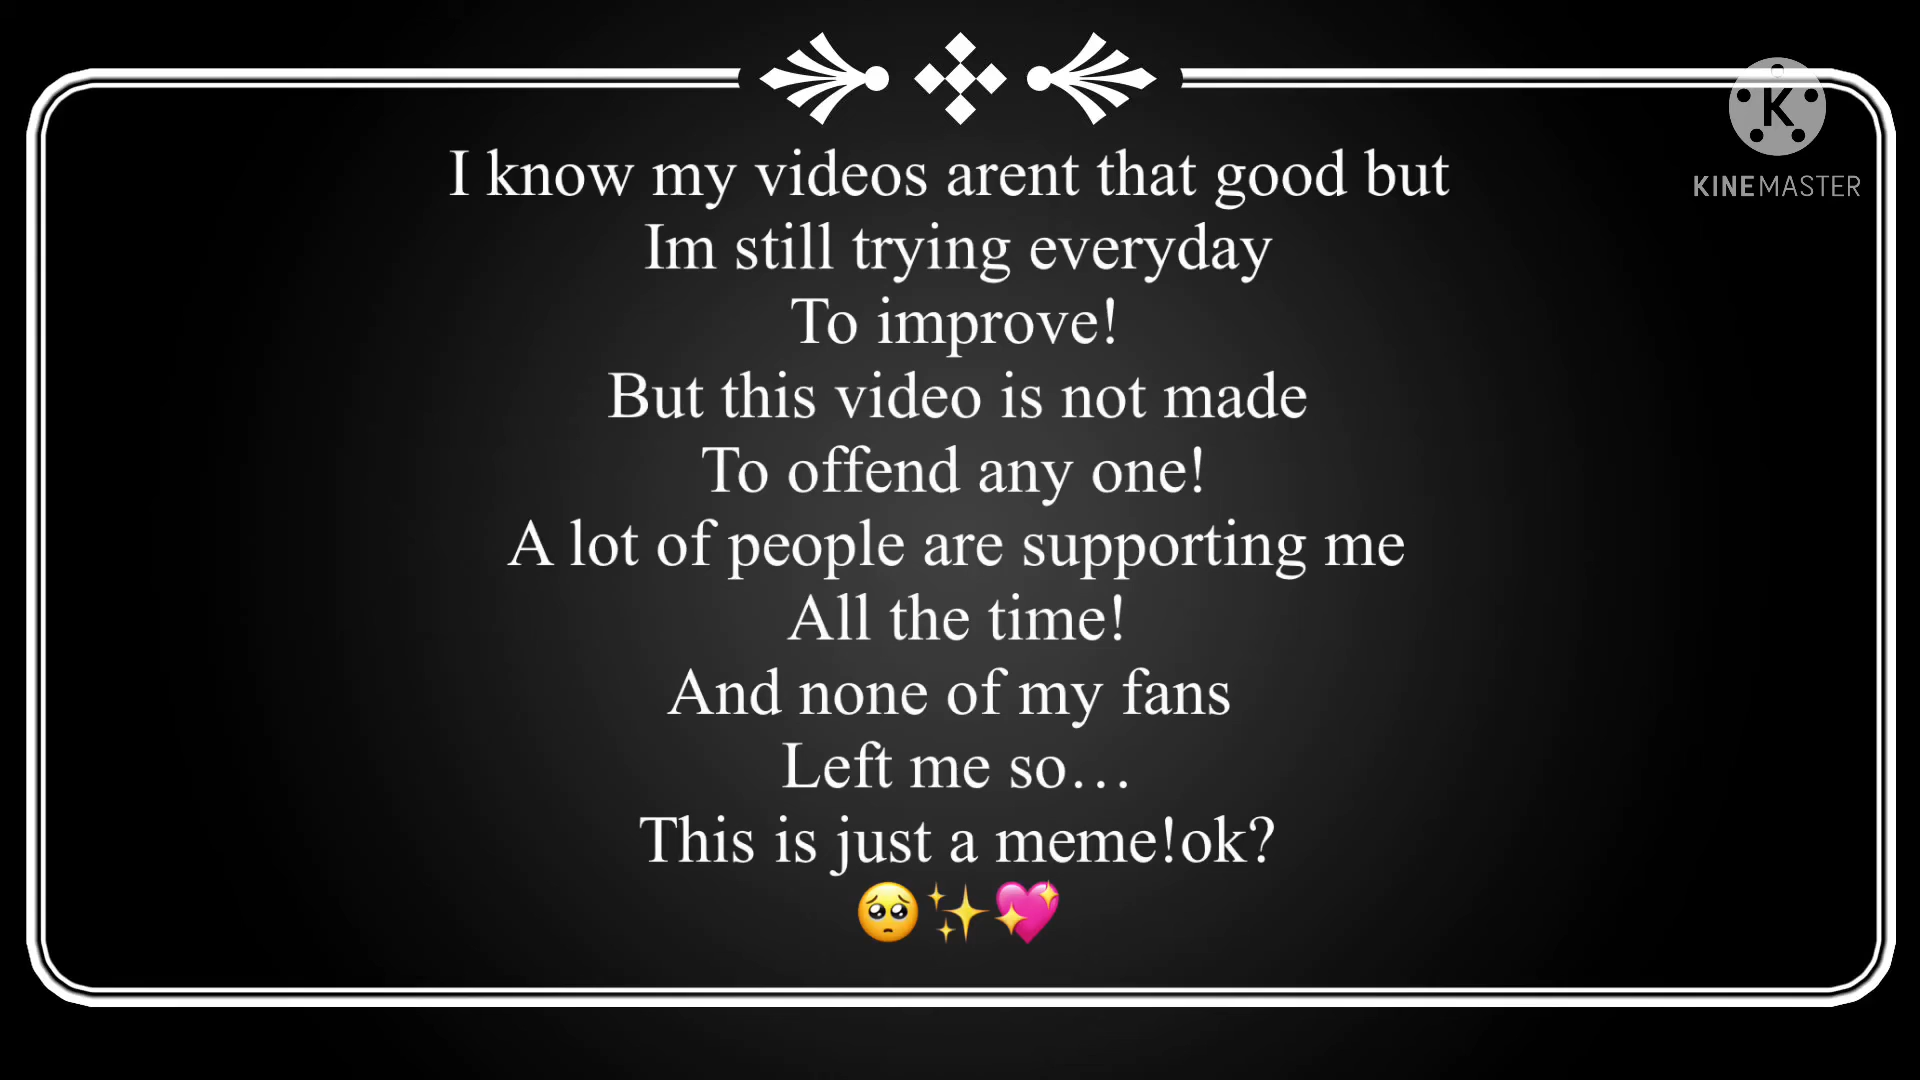 I know my videos arent that good but
Im still trying everyday
To improve!
But this video is not made
To offend any one!
A lot of people are supporting me
All the time!
And none of my fans
Left me so…
This is just a meme!ok?
🥺✨💖
K
KINEMASTER